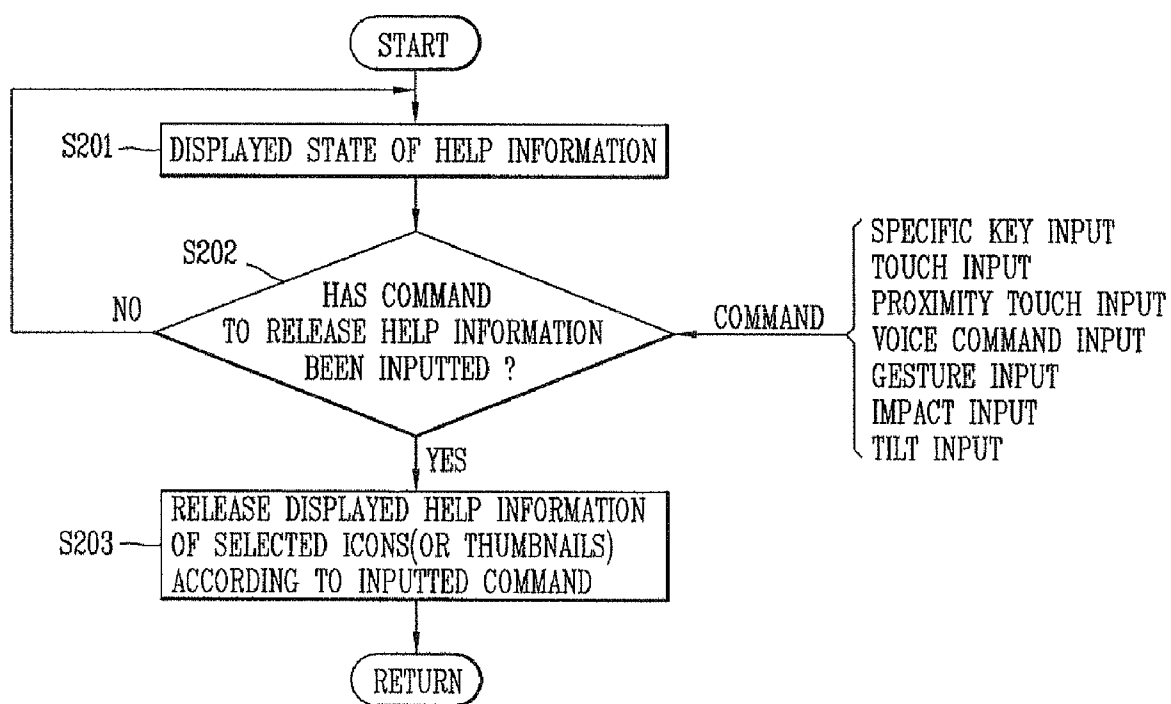 START
S201
DISPLAYED STATE OF HELP INFORMATION
S202
HAS COMMAND
TO RELEASE HELP INFORMATION
BEEN INPUTTED ?
NO
COMMAND
SPECIFIC KEY INPUT
TOUCH INPUT
PROXIMITY TOUCH INPUT
VOICE COMMAND INPUT
GESTURE INPUT
IMPACT INPUT
TILT INPUT
YES
S203
RELEASE DISPLAYED HELP INFORMATION
OF SELECTED ICONS(OR THUMBNAILS)
ACCORDING TO INPUTTED COMMAND
RETURN